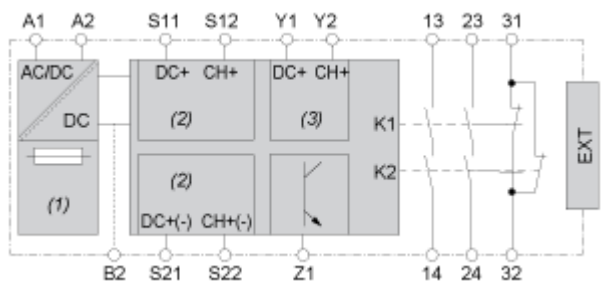 A1 A2 S11 S12 Y1 Y2 13 23 31
AC/DC DC+ CH+ DC+ CH+
DC (2) (3) K1
EXT
(2) K2
(1)
DC+(-) CH+(-)
B2 S21 S22 Z1 14 24 32